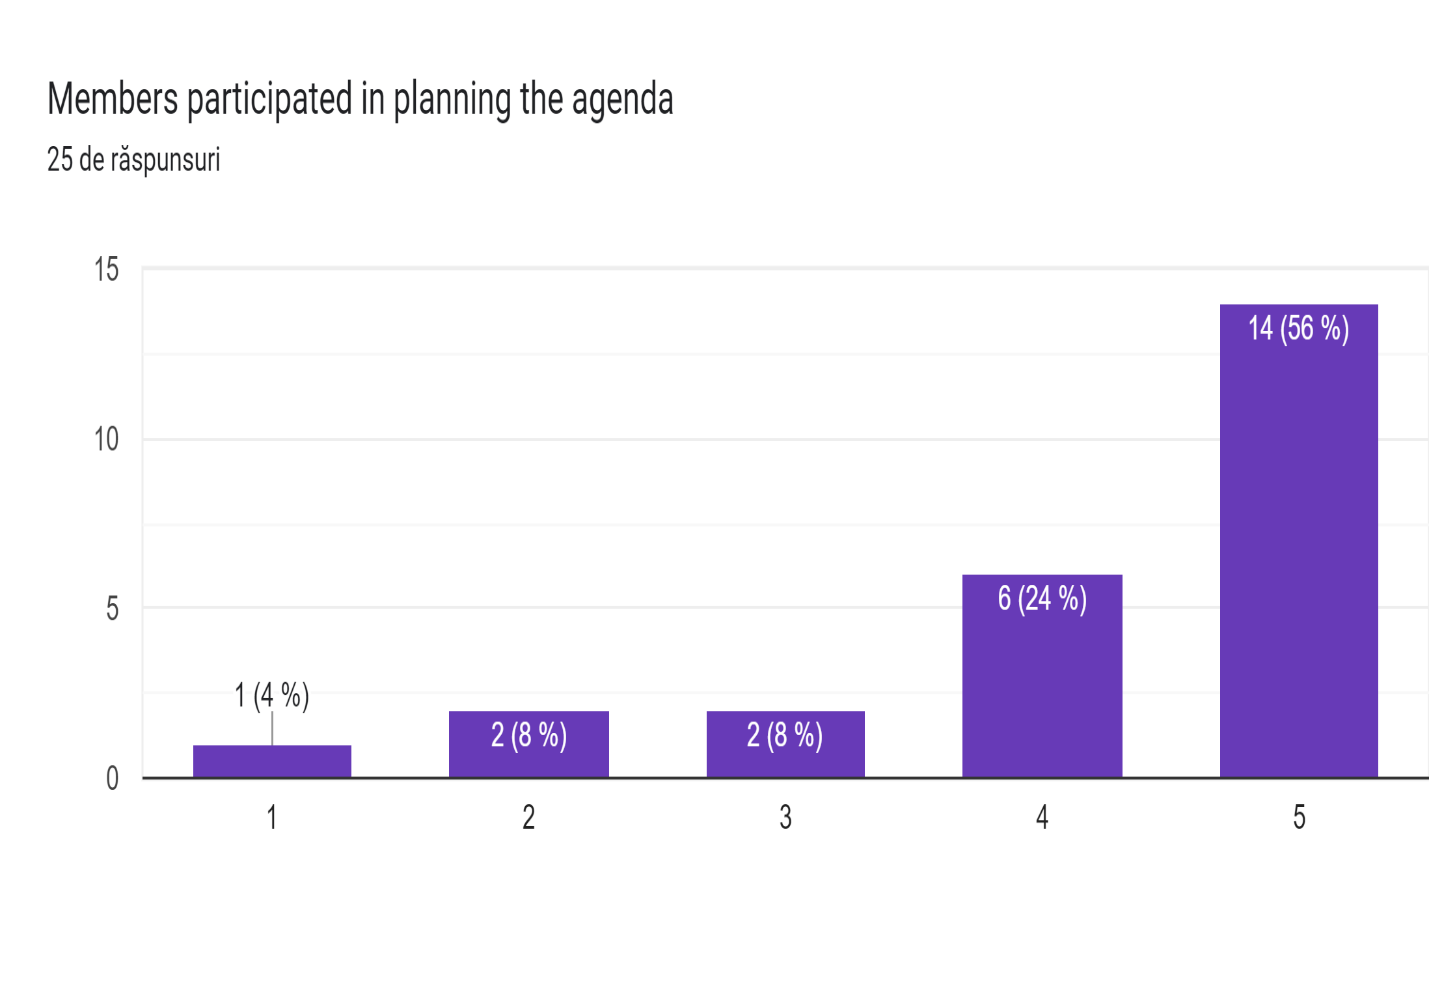 Members participated in planning the agenda
25 de răspunsuri
15
10
5
0
1 (4 %)
2 (8 %)
2 (8 %)
6 (24 %)
14 (56 %)
1
2
3
4
5